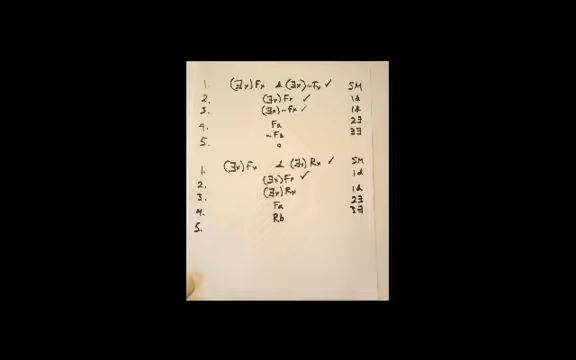 1. (∃x)Fx & (∃x)~Fx ✓ SM
2. (∃x)Fx ✓ 1&
3. (∃x)~Fx ✓ 1&
4. Fa 2∃
5. ~Fb 3∃
o
1. (∃x)Fx & (∃x)Rx ✓ SM
2. (∃x)Fx ✓ 1&
3. (∃x)Rx 1&
4. Fa 2∃
5. Rb 3∃